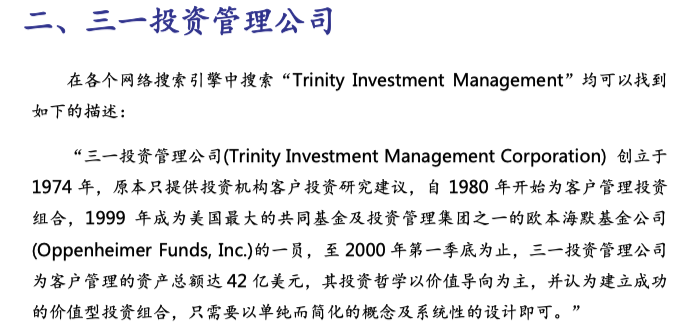 二、三一投资管理公司
在各个网络搜索引擎中搜索“Trinity Investment Management”均可以找到
如下的描述：
“三一投资管理公司(Trinity Investment Management Corporation) 创立于
1974 年，原本只提供投资机构客户投资研究建议，自 1980 年开始为客户管理投资
组合，1999 年成为美国最大的共同基金及投资管理集团之一的欧本海默基金公司
(Oppenheimer Funds, Inc.)的一员，至 2000 年第一季底为止，三一投资管理公司
为客户管理的资产总额达 42 亿美元，其投资哲学以价值导向为主，并认为建立成功
的价值型投资组合，只需要以单纯而简化的概念及系统性的设计即可。”